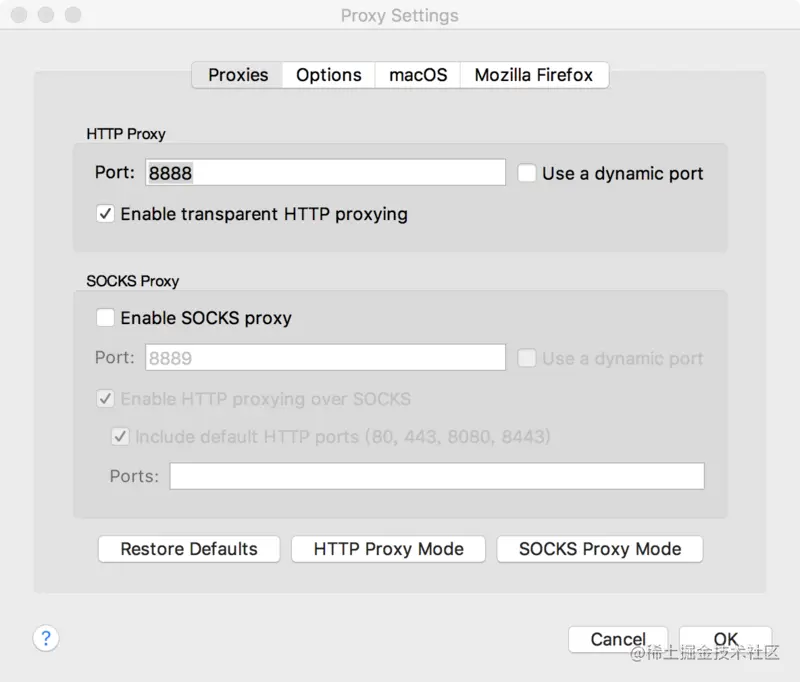 Proxy Settings
Proxies Options macOS Mozilla Firefox
HTTP Proxy
Port: 8888 Use a dynamic port
Enable transparent HTTP proxying
SOCKS Proxy
Enable SOCKS proxy
Port: 8889 Use a dynamic port
Enable HTTP proxying over SOCKS
Include default HTTP ports (80, 443, 8080, 8443)
Ports:
Restore Defaults HTTP Proxy Mode SOCKS Proxy Mode
? Cancel OK
@稀土掘金技术社区